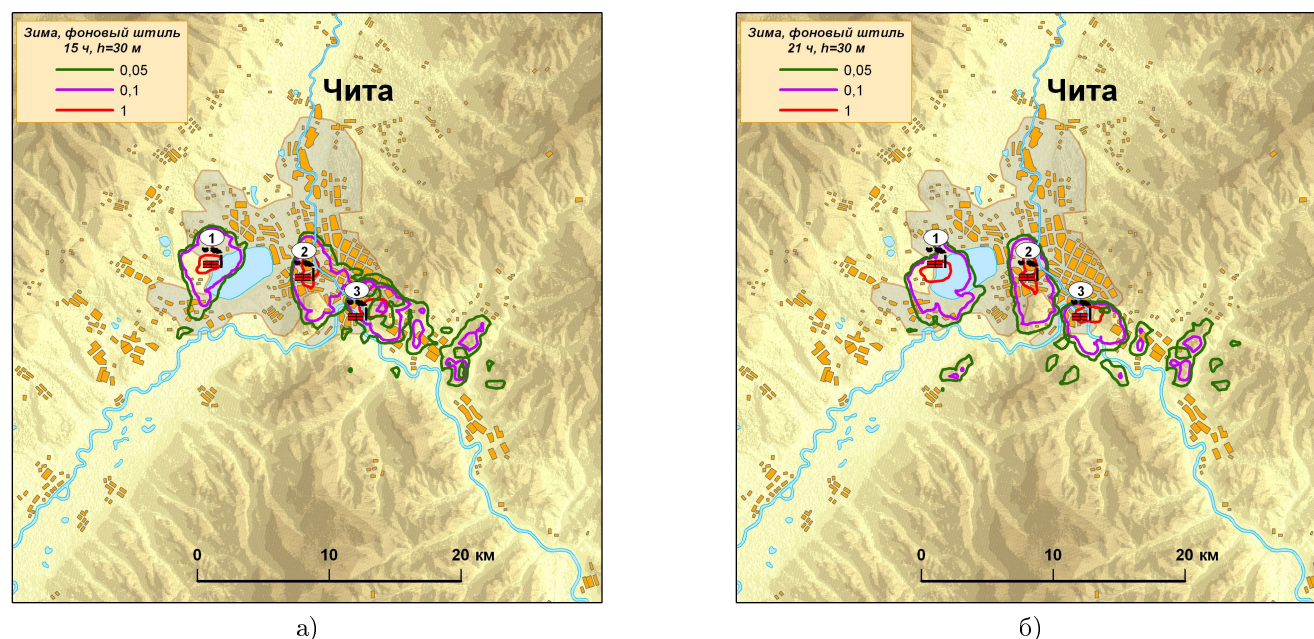 Зима, фоновый штиль
15 ч, h=30 м
0,05
0,1
1
Чита
1
2
3
0
10
20 км
а)
Зима, фоновый штиль
21 ч, h=30 м
0,05
0,1
1
Чита
1
2
3
0
10
20 км
б)